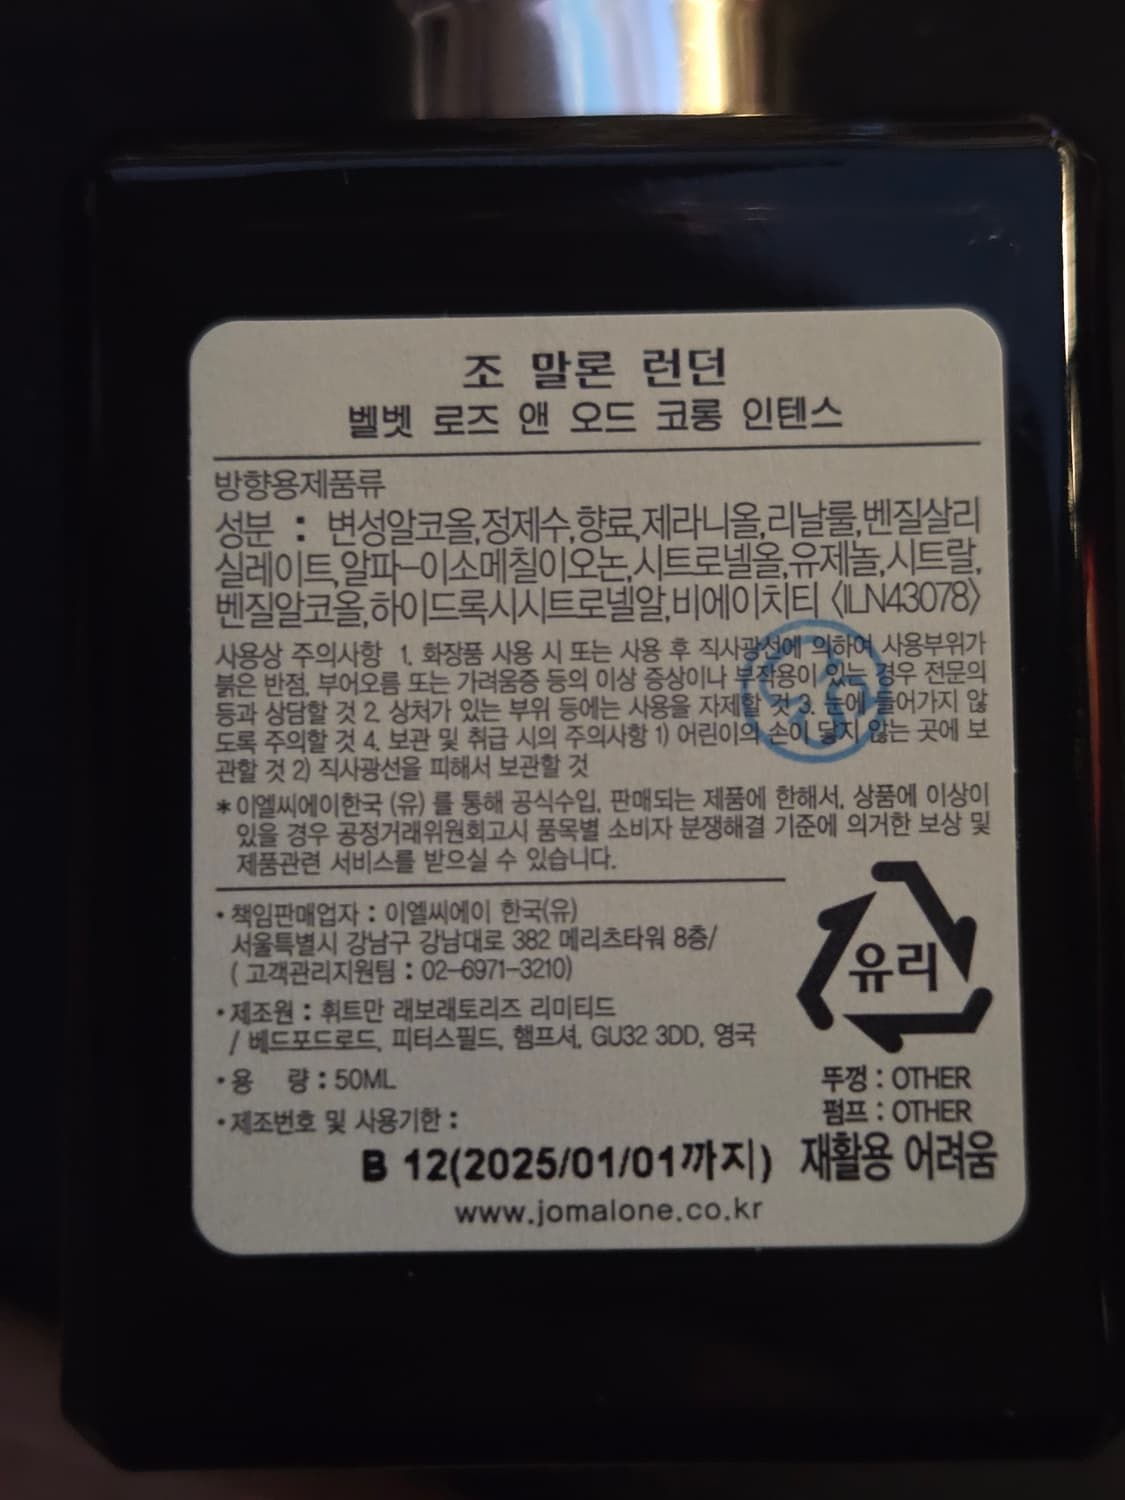 조 말론 런던
벨벳 로즈 앤 오드 코롱 인텐스
방향용제품류
성분 : 변성알코올,정제수,향료,제라니올,리날룰,벤질살리
실레이트,알파-이소메칠이오논,시트로넬올,유제놀,시트랄,
벤질알코올,하이드록시시트로넬알,비에이치티 〈ILN43078〉
사용상 주의사항 1. 화장품 사용 시 또는 사용 후 직사광선에 의하여 사용부위가
붉은 반점, 부어오름 또는 가려움증 등의 이상 증상이나 부작용이 있는 경우 전문의
등과 상담할 것 2. 상처가 있는 부위 등에는 사용을 자제할 것 3. 눈에 들어가지 않
도록 주의할 것 4. 보관 및 취급 시의 주의사항 1) 어린이의 손이 닿지 않는 곳에 보
관할 것 2) 직사광선을 피해서 보관할 것
* 이엘씨에이한국 (유) 를 통해 공식수입, 판매되는 제품에 한해서, 상품에 이상이
있을 경우 공정거래위원회고시 품목별 소비자 분쟁해결 기준에 의거한 보상 및
제품관련 서비스를 받으실 수 있습니다.
• 책임판매업자 : 이엘씨에이 한국(유)
서울특별시 강남구 강남대로 382 메리츠타워 8층/
( 고객관리지원팀 : 02-6971-3210)
• 제조원 : 휘트만 래보래토리즈 리미티드
/ 베드포드로드, 피터스필드, 햄프셔, GU32 3DD, 영국
• 용 량 : 50ML
• 제조번호 및 사용기한 :
B 12(2025/01/01까지)
www.jomalone.co.kr
유리
뚜껑 : OTHER
펌프 : OTHER
재활용 어려움